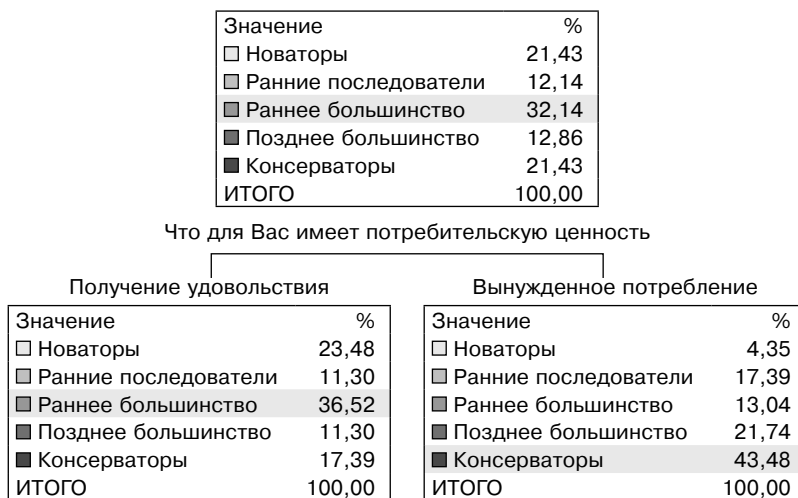 Значение %
Новаторы 21,43
Ранние последователи 12,14
Раннее большинство 32,14
Позднее большинство 12,86
Консерваторы 21,43
ИТОГО 100,00
Что для Вас имеет потребительскую ценность
Получение удовольствия
Значение %
Новаторы 23,48
Ранние последователи 11,30
Раннее большинство 36,52
Позднее большинство 11,30
Консерваторы 17,39
ИТОГО 100,00
Вынужденное потребление
Значение %
Новаторы 4,35
Ранние последователи 17,39
Раннее большинство 13,04
Позднее большинство 21,74
Консерваторы 43,48
ИТОГО 100,00